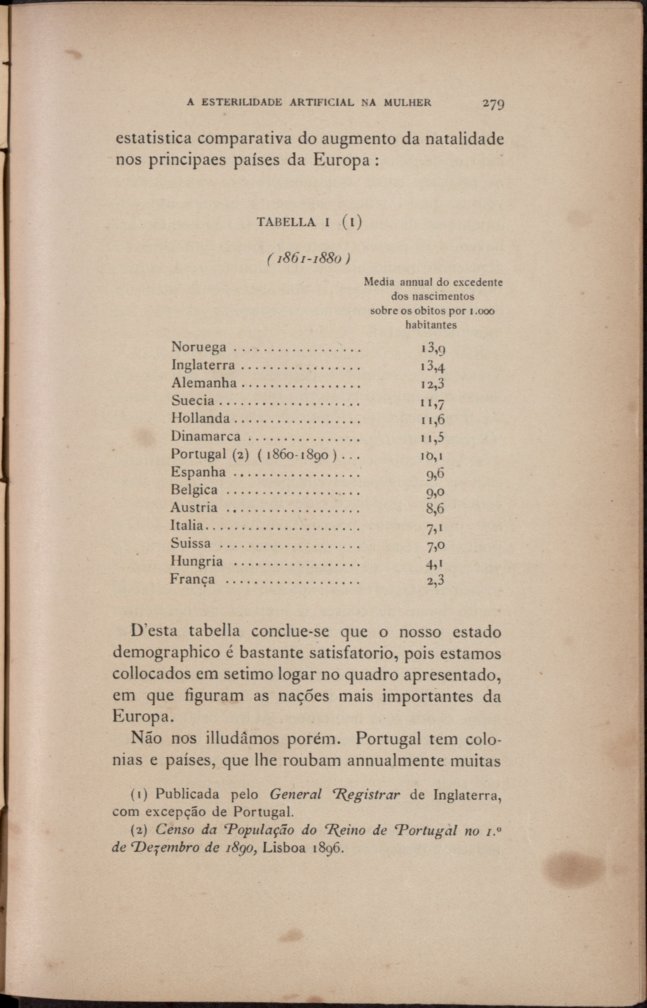 A ESTERILIDADE ARTIFICIAL NA MULHER 279
estatistica comparativa do augmento da natalidade
nos principaes países da Europa :
TABELLA I (1)
(1861-1880)
Media annual do excedente
dos nascimentos
sobre os obitos por 1.000
habitantes
Noruega .................. 13,9
Inglaterra ................. 13,4
Alemanha ................ 12,3
Suecia ................... 11,7
Hollanda ................. 11,6
Dinamarca ............... 11,5
Portugal (2) (1860-1890) ... 10,1
Espanha ................. 9,6
Belgica .................. 9,0
Austria .................. 8,6
Italia ..................... 7,1
Suissa ................... 7,0
Hungria ................. 4,1
França .................. 2,3
D'esta tabella conclue-se que o nosso estado
demographico é bastante satisfatorio, pois estamos
collocados em setimo logar no quadro apresentado,
em que figuram as nações mais importantes da
Europa.
Não nos illudâmos porém. Portugal tem colo-
nias e países, que lhe roubam annualmente muitas
(1) Publicada pelo General Registrar de Inglaterra,
com excepção de Portugal.
(2) Censo da População do Reino de Portugal no 1.º
de Dezembro de 1890, Lisboa 1896.